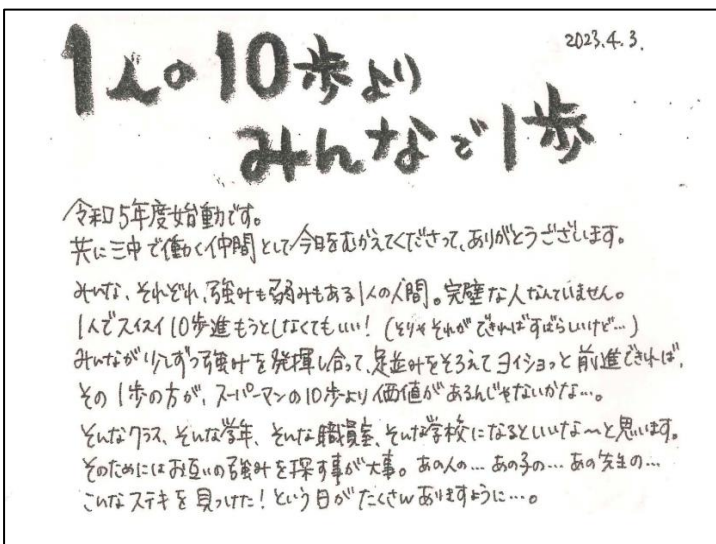 2023.4.3.
1人の10歩より
みんなで1歩
令和5年度始動です。
共に三中で働く仲間として今日をむかえてくださって、ありがとうございます。
みんな、それぞれ、強みも弱みもある1人の人間。完璧な人なんていません。
1人でスイスイ10歩進もうとしなくてもいい！（そりゃそれができればすばらしいけど…）
みんなが少しずつ強みを発揮し合って、足並みをそろえてヨイショっと前進できれば、
その1歩の方が、スーパーマンの10歩より価値があるんじゃないかな…。
そんなクラス、そんな学年、そんな職員室、そんな学校になるといいな〜と思います。
そのためにはお互いの強みを探す事が大事。あの人の…あの子の…あの先生の…
こんなステキを見つけた！という日がたくさんありますように…。